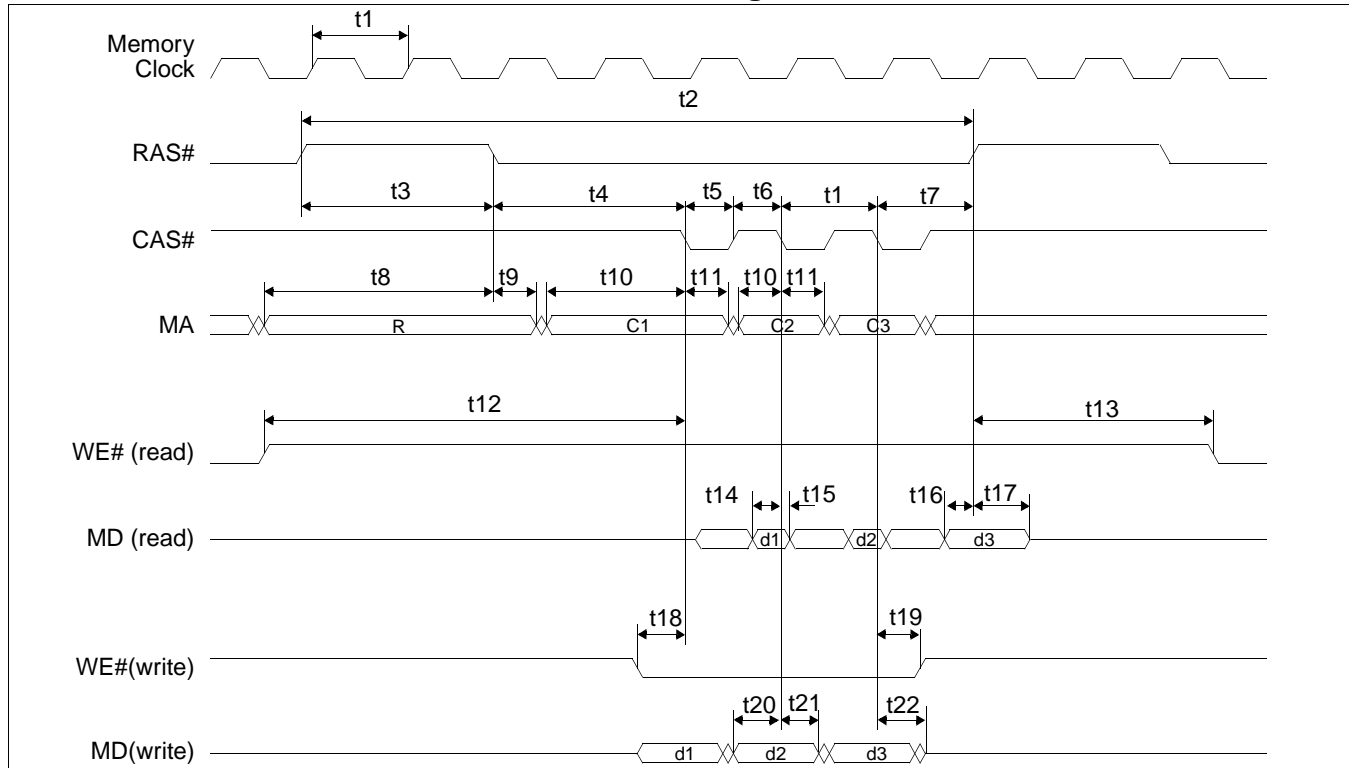 t1
Memory
Clock
t2
RAS#
t3 t4 t5 t6 t1 t7
CAS#
t8 t9 t10 t11 t10 t11
MA
R C1 C2 C3
t12 t13
WE# (read)
t14 t15 t16 t17
MD (read)
d1 d2 d3
t18 t19
WE#(write)
t20 t21 t22
MD(write)
d1 d2 d3